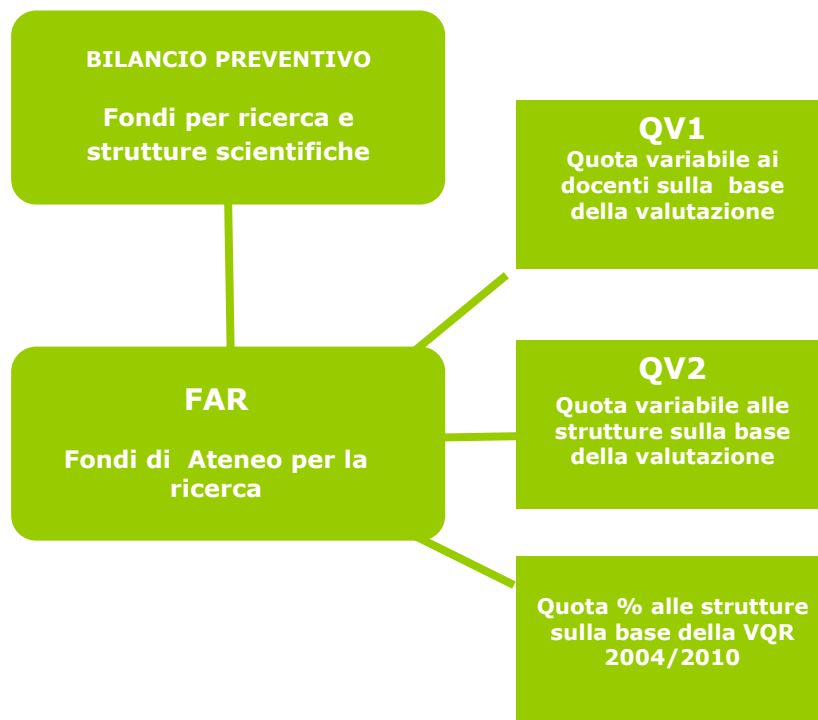 BILANCIO PREVENTIVO
Fondi per ricerca e
strutture scientifiche
QV1
Quota variabile ai
docenti sulla base
della valutazione
FAR
Fondi di Ateneo per la
ricerca
QV2
Quota variabile alle
strutture sulla base
della valutazione
Quota % alle strutture
sulla base della VQR
2004/2010